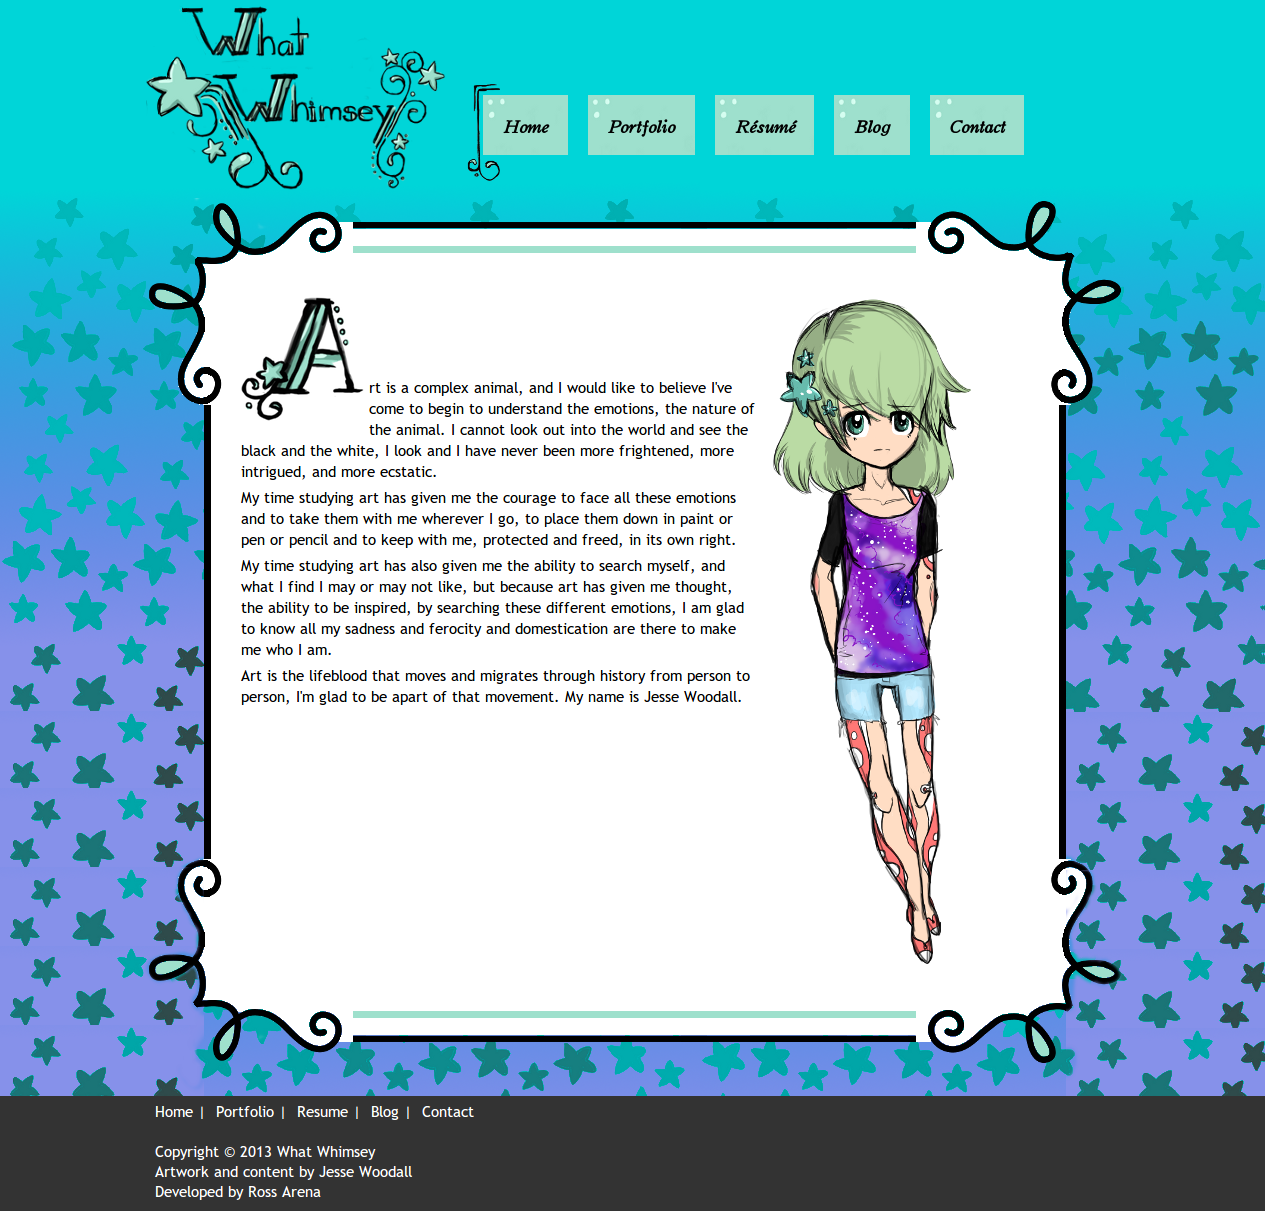 What
Whimsey
Home Portfolio Résumé Blog Contact
Art is a complex animal, and I would like to believe I've
come to begin to understand the emotions, the nature of
the animal. I cannot look out into the world and see the
black and the white, I look and I have never been more frightened, more
intrigued, and more ecstatic.
My time studying art has given me the courage to face all these emotions
and to take them with me wherever I go, to place them down in paint or
pen or pencil and to keep with me, protected and freed, in its own right.
My time studying art has also given me the ability to search myself, and
what I find I may or may not like, but because art has given me thought,
the ability to be inspired, by searching these different emotions, I am glad
to know all my sadness and ferocity and domestication are there to make
me who I am.
Art is the lifeblood that moves and migrates through history from person to
person, I'm glad to be apart of that movement. My name is Jesse Woodall.
Home | Portfolio | Resume | Blog | Contact
Copyright © 2013 What Whimsey
Artwork and content by Jesse Woodall
Developed by Ross Arena